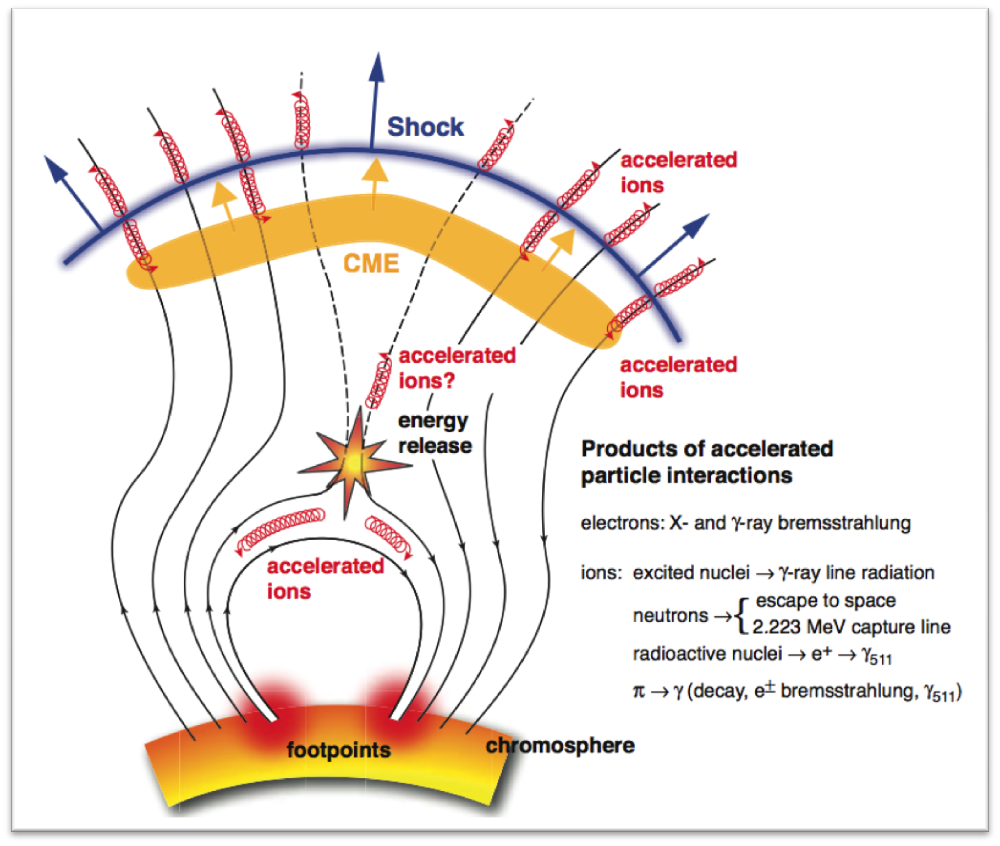 Shock
accelerated
ions
CME
accelerated
ions?
accelerated
ions
energy
release
Products of accelerated
particle interactions
electrons: X- and γ-ray bremsstrahlung
accelerated
ions
ions: excited nuclei → γ-ray line radiation
neutrons → { escape to space
2.223 MeV capture line
radioactive nuclei → e⁺ → γ₅₁₁
π → γ (decay, e± bremsstrahlung, γ₅₁₁)
footpoints
chromosphere